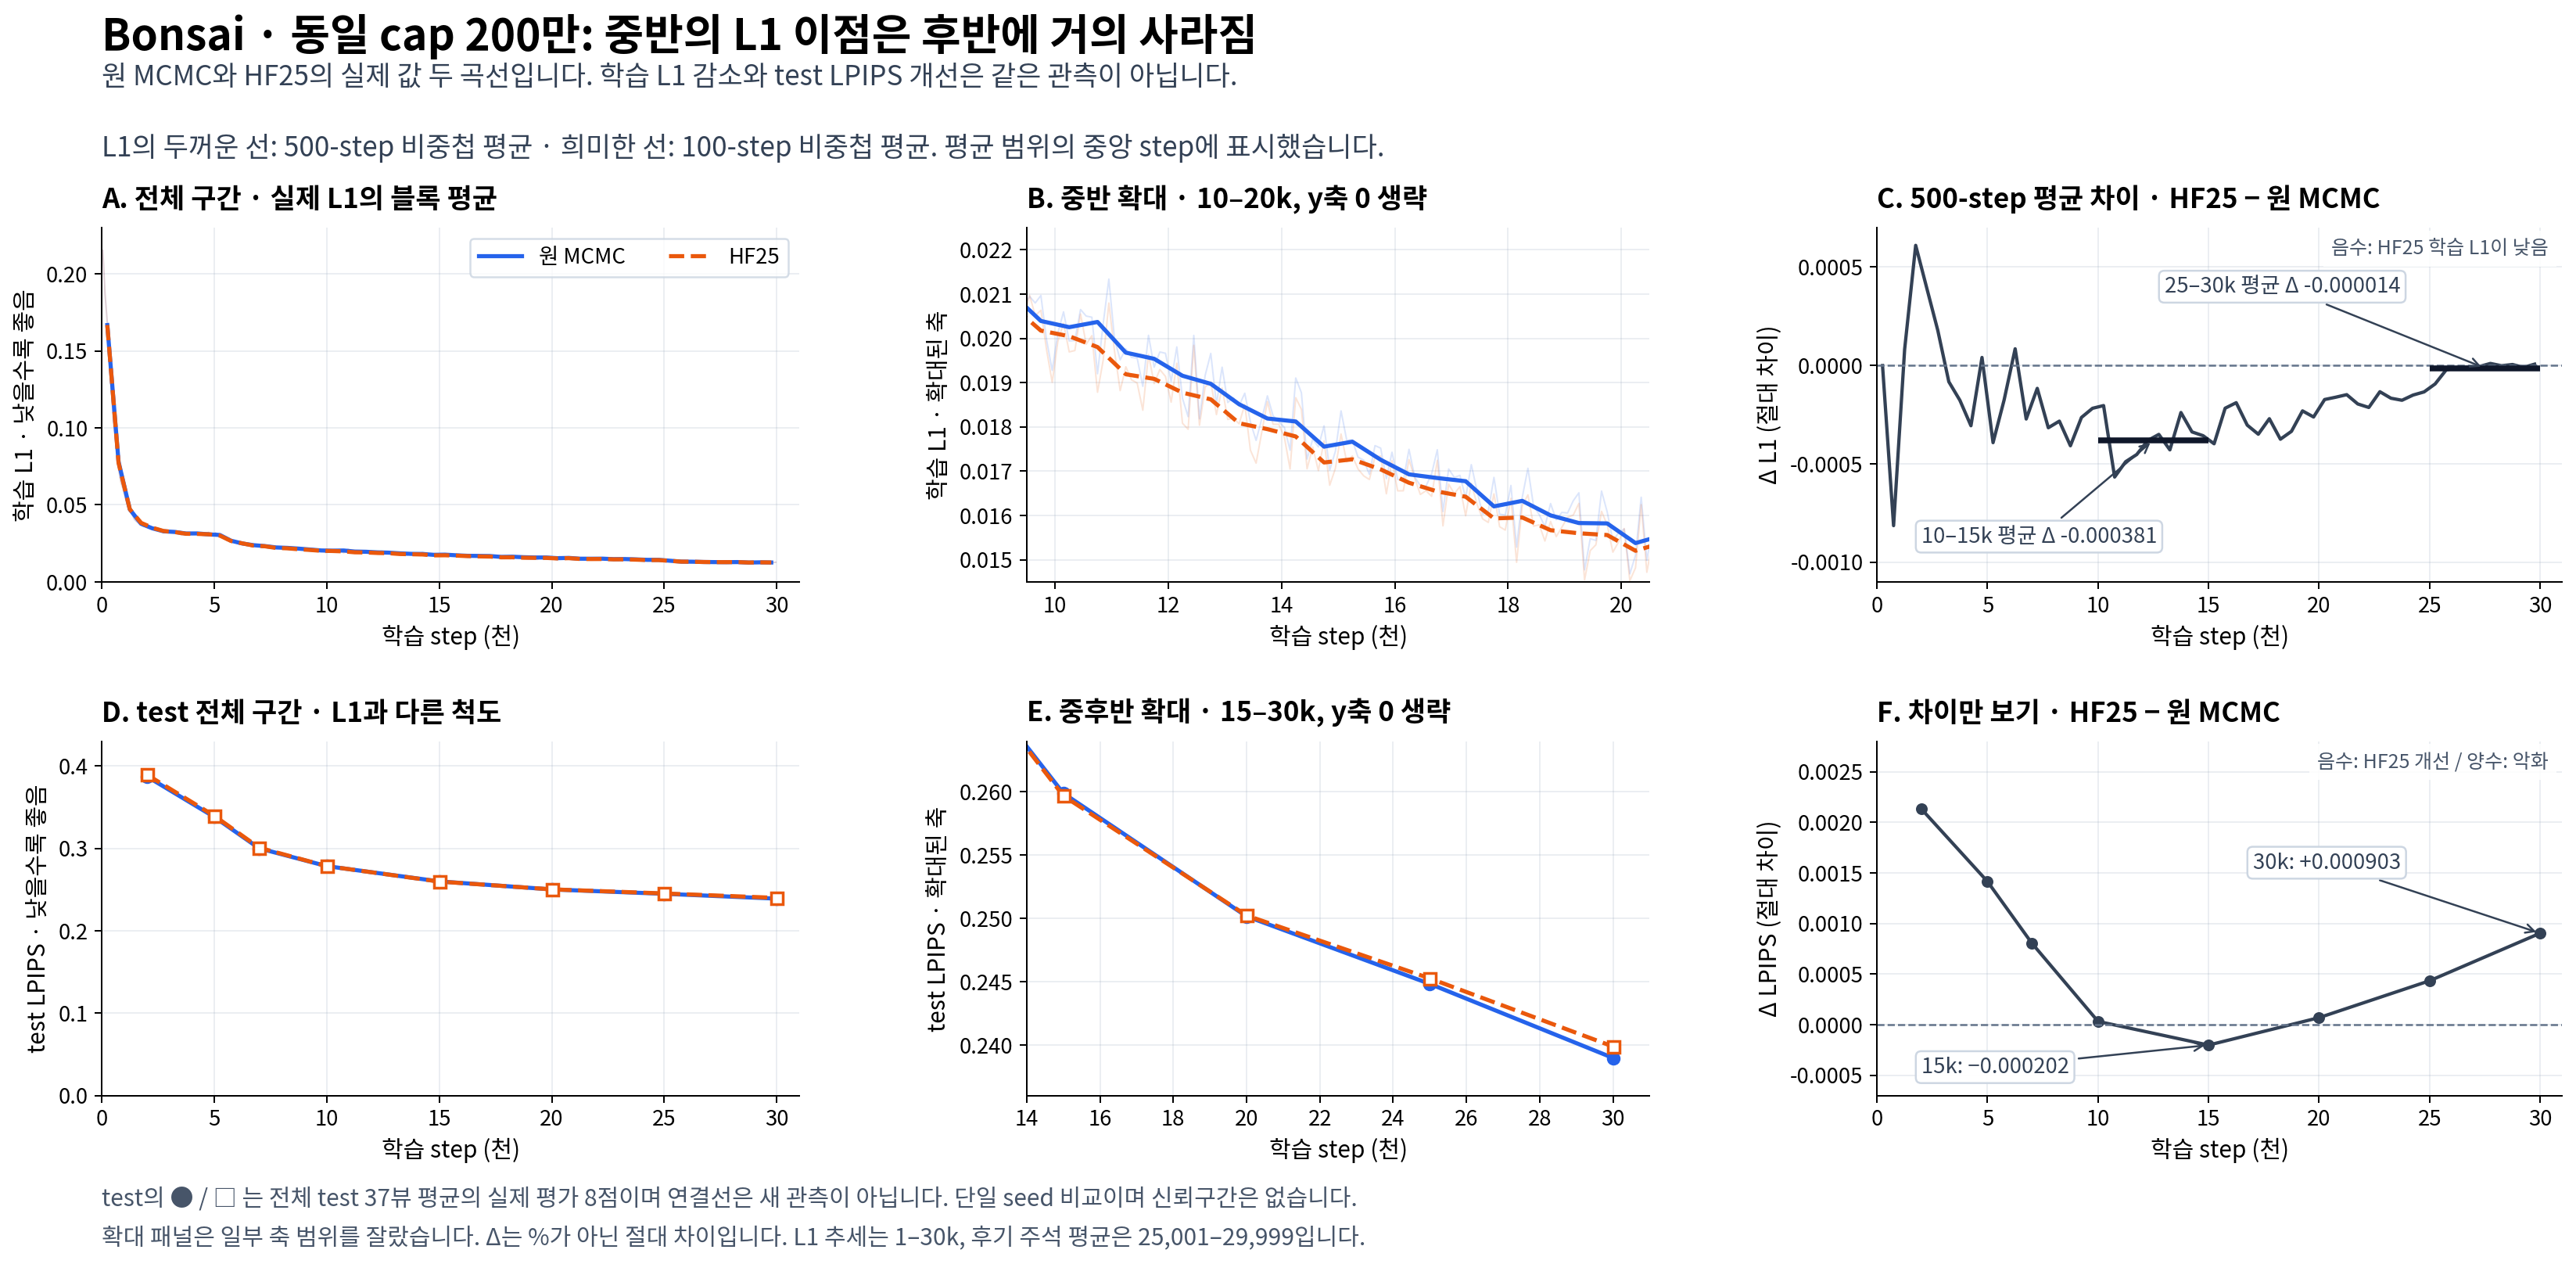 Bonsai · 동일 cap 200만: 중반의 L1 이점은 후반에 거의 사라짐
원 MCMC와 HF25의 실제 값 두 곡선입니다. 학습 L1 감소와 test LPIPS 개선은 같은 관측이 아닙니다.
L1의 두꺼운 선: 500-step 비중첩 평균 · 희미한 선: 100-step 비중첩 평균. 평균 범위의 중앙 step에 표시했습니다.
A. 전체 구간 · 실제 L1의 블록 평균
원 MCMC
HF25
학습 L1 · 낮을수록 좋음
0.20
0.15
0.10
0.05
0.00
0 5 10 15 20 25 30
학습 step (천)
B. 중반 확대 · 10–20k, y축 0 생략
학습 L1 · 확대된 축
0.022
0.021
0.020
0.019
0.018
0.017
0.016
0.015
10 12 14 16 18 20
학습 step (천)
C. 500-step 평균 차이 · HF25 − 원 MCMC
음수: HF25 학습 L1이 낮음
25–30k 평균 Δ -0.000014
10–15k 평균 Δ -0.000381
Δ L1 (절대 차이)
0.0005
0.0000
-0.0005
-0.0010
0 5 10 15 20 25 30
학습 step (천)
D. test 전체 구간 · L1과 다른 척도
test LPIPS · 낮을수록 좋음
0.4
0.3
0.2
0.1
0.0
0 5 10 15 20 25 30
학습 step (천)
E. 중후반 확대 · 15–30k, y축 0 생략
test LPIPS · 확대된 축
0.260
0.255
0.250
0.245
0.240
14 16 18 20 22 24 26 28 30
학습 step (천)
F. 차이만 보기 · HF25 − 원 MCMC
음수: HF25 개선 / 양수: 악화
30k: +0.000903
15k: −0.000202
Δ LPIPS (절대 차이)
0.0025
0.0020
0.0015
0.0010
0.0005
0.0000
-0.0005
0 5 10 15 20 25 30
학습 step (천)
test의 ● / □ 는 전체 test 37뷰 평균의 실제 평가 8점이며 연결선은 새 관측이 아닙니다. 단일 seed 비교이며 신뢰구간은 없습니다.
확대 패널은 일부 축 범위를 잘랐습니다. Δ는 %가 아닌 절대 차이입니다. L1 추세는 1–30k, 후기 주석 평균은 25,001–29,999입니다.